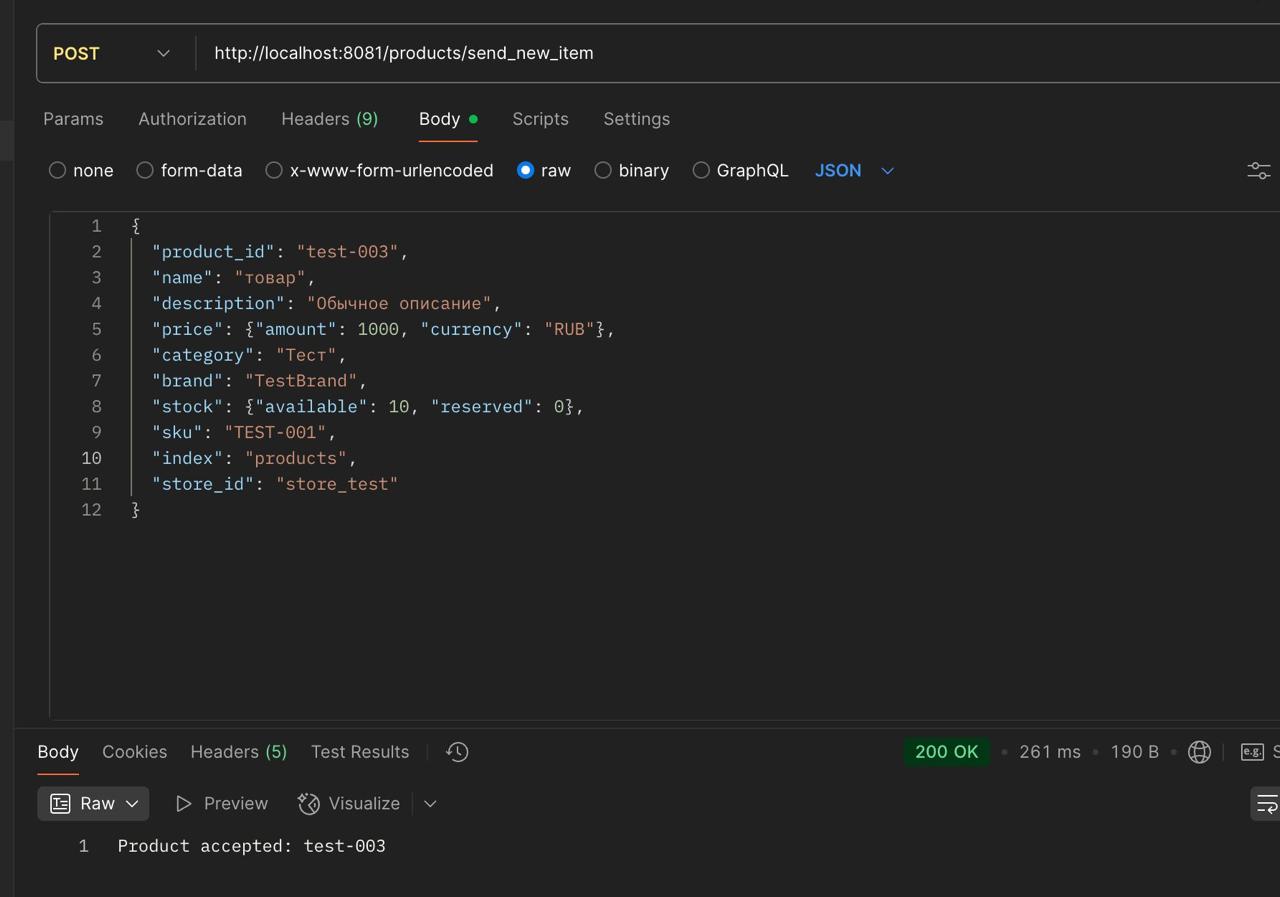 POST http://localhost:8081/products/send_new_item
Params Authorization Headers (9) Body Scripts Settings
none form-data x-www-form-urlencoded raw binary GraphQL JSON
1 {
2 "product_id": "test-003",
3 "name": "товар",
4 "description": "Обычное описание",
5 "price": {"amount": 1000, "currency": "RUB"},
6 "category": "Тест",
7 "brand": "TestBrand",
8 "stock": {"available": 10, "reserved": 0},
9 "sku": "TEST-001",
10 "index": "products",
11 "store_id": "store_test"
12 }
Body Cookies Headers (5) Test Results 200 OK • 261 ms • 190 B • e.g. S
Raw Preview Visualize
1 Product accepted: test-003